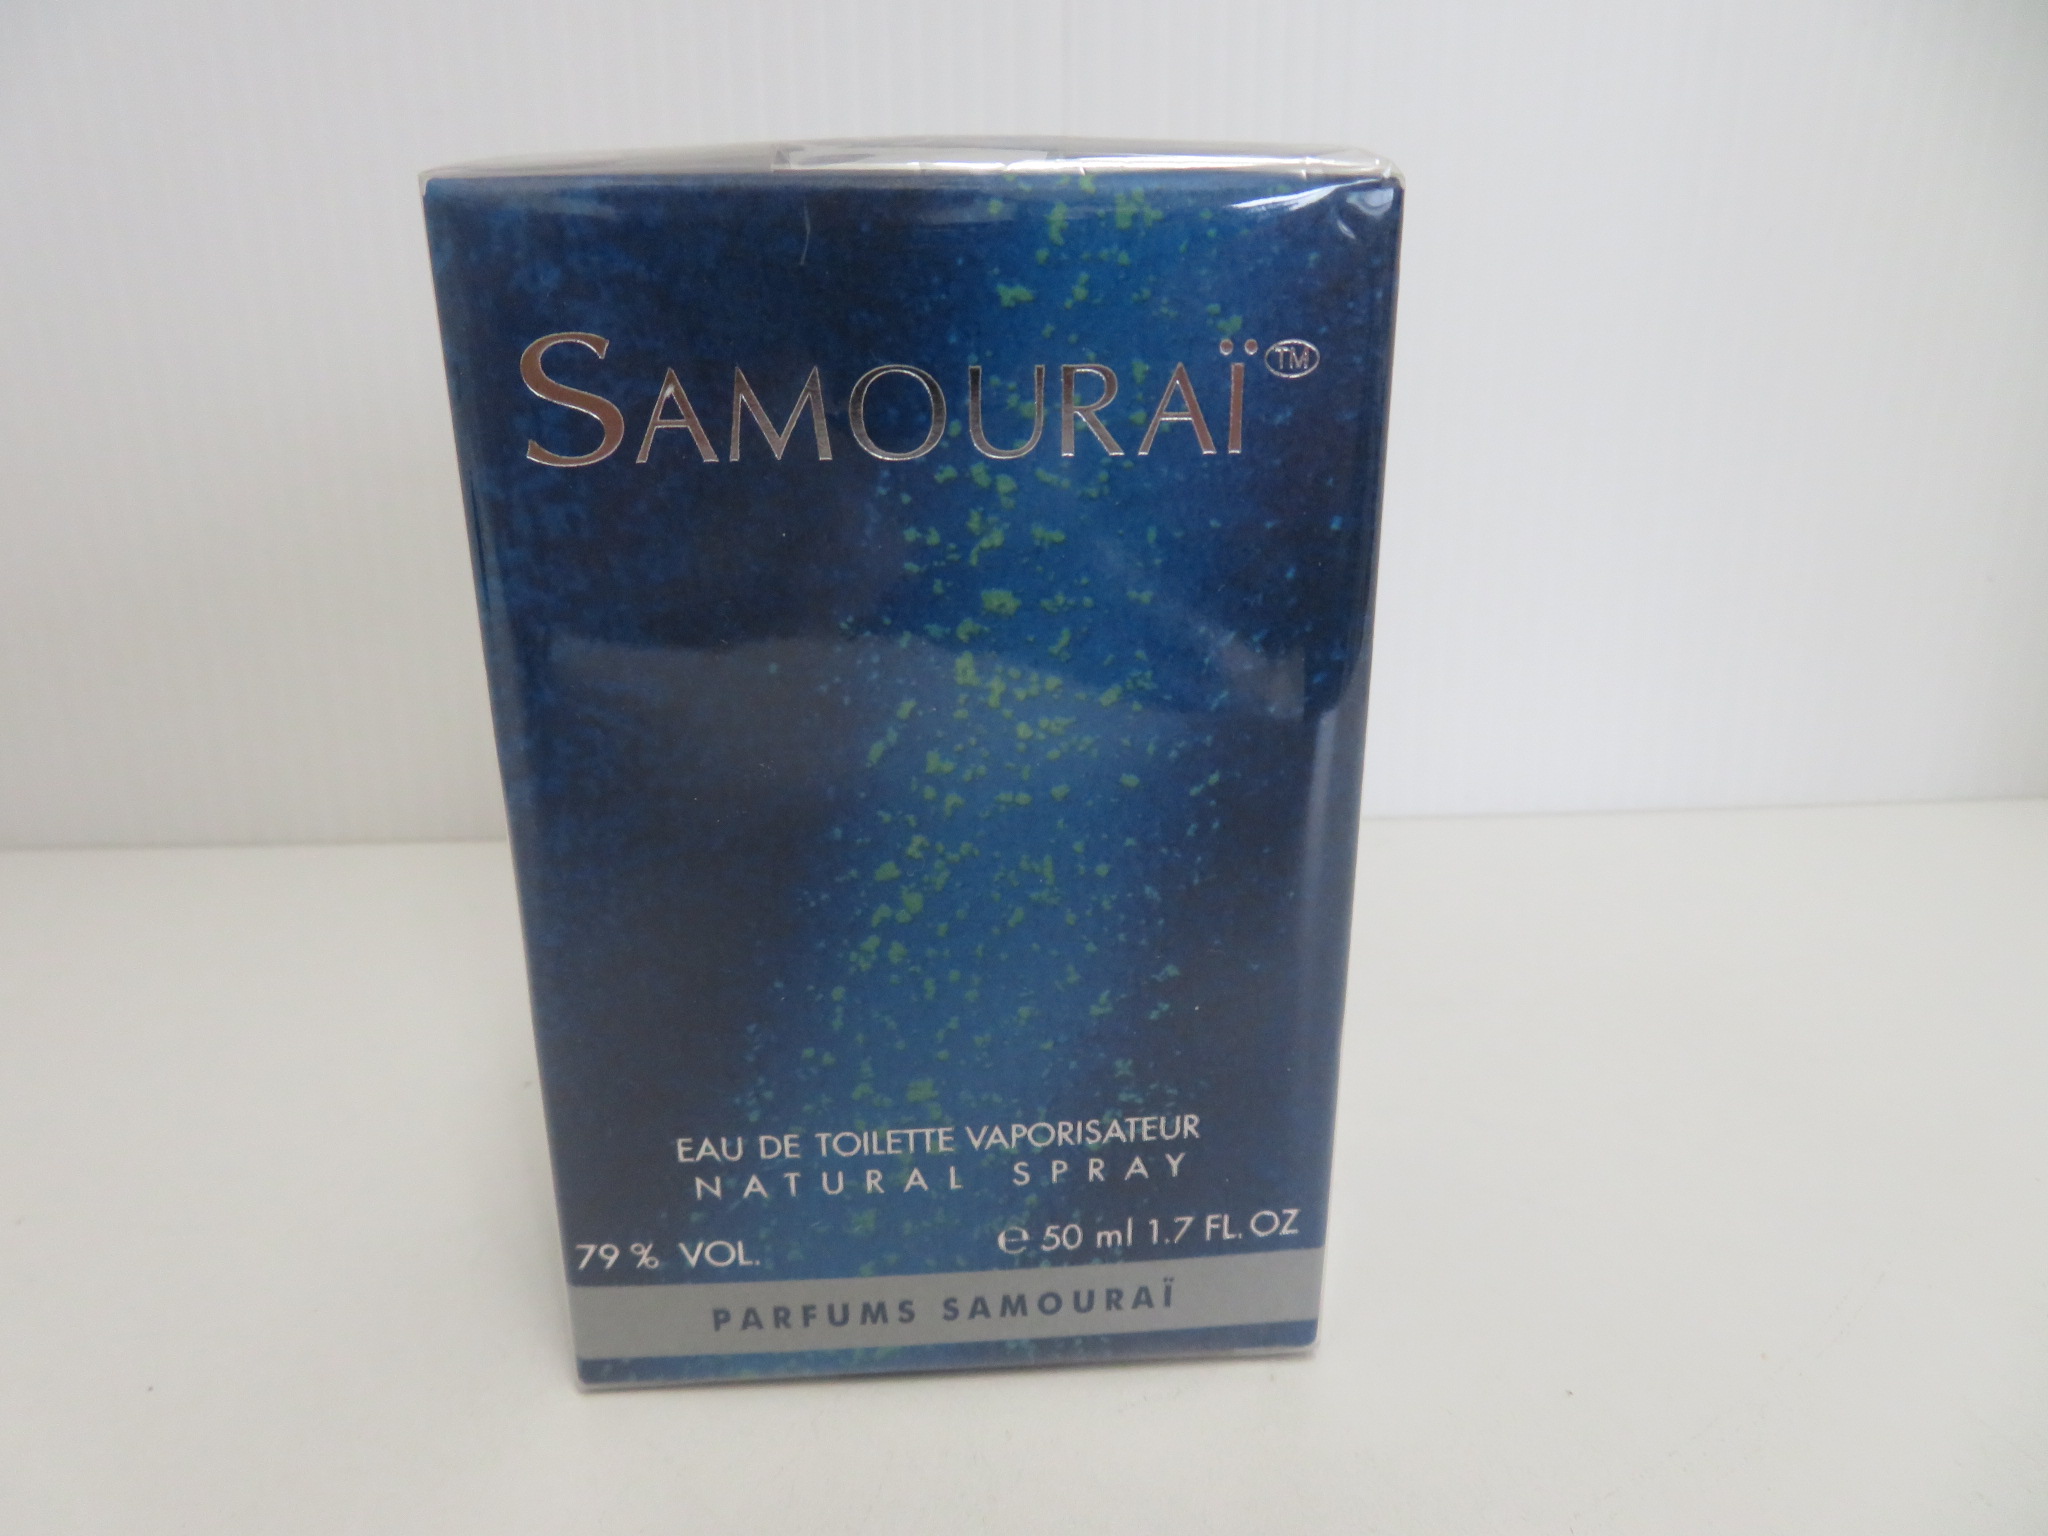 SAMOURAÏ™
EAU DE TOILETTE VAPORISATEUR
NATURAL SPRAY
79% VOL.
℮ 50 ml 1.7 FL. OZ
PARFUMS SAMOURAÏ